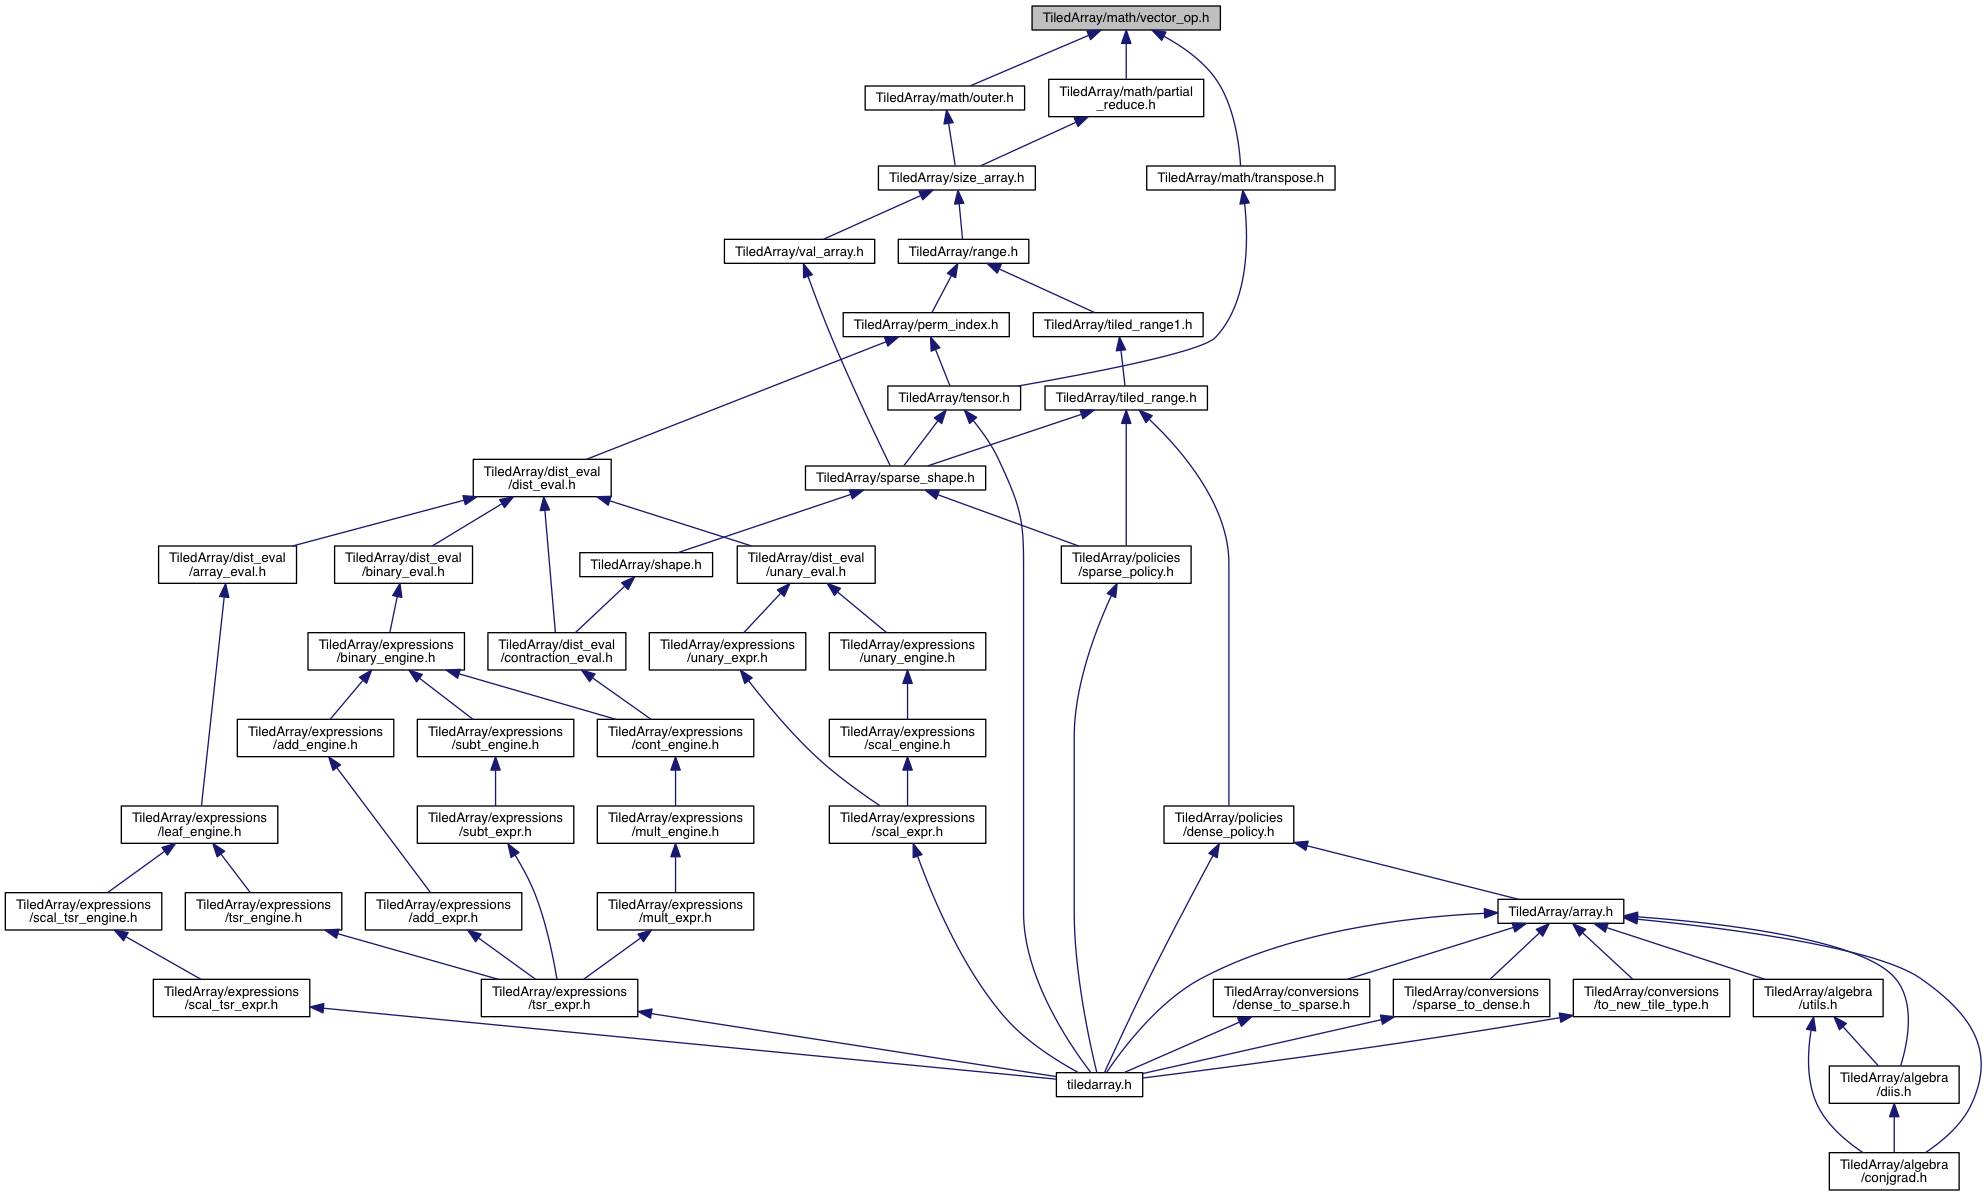 TiledArray/math/vector_op.h
TiledArray/math/outer.h
TiledArray/math/partial
_reduce.h
TiledArray/size_array.h
TiledArray/math/transpose.h
TiledArray/val_array.h
TiledArray/range.h
TiledArray/perm_index.h
TiledArray/tiled_range1.h
TiledArray/tensor.h
TiledArray/tiled_range.h
TiledArray/dist_eval
/dist_eval.h
TiledArray/sparse_shape.h
TiledArray/dist_eval
/array_eval.h
TiledArray/dist_eval
/binary_eval.h
TiledArray/shape.h
TiledArray/dist_eval
/unary_eval.h
TiledArray/policies
/sparse_policy.h
TiledArray/expressions
/binary_engine.h
TiledArray/dist_eval
/contraction_eval.h
TiledArray/expressions
/unary_expr.h
TiledArray/expressions
/unary_engine.h
TiledArray/expressions
/add_engine.h
TiledArray/expressions
/subt_engine.h
TiledArray/expressions
/cont_engine.h
TiledArray/expressions
/scal_engine.h
TiledArray/expressions
/leaf_engine.h
TiledArray/expressions
/subt_expr.h
TiledArray/expressions
/mult_engine.h
TiledArray/expressions
/scal_expr.h
TiledArray/policies
/dense_policy.h
TiledArray/expressions
/scal_tsr_engine.h
TiledArray/expressions
/tsr_engine.h
TiledArray/expressions
/add_expr.h
TiledArray/expressions
/mult_expr.h
TiledArray/array.h
TiledArray/expressions
/scal_tsr_expr.h
TiledArray/expressions
/tsr_expr.h
TiledArray/conversions
/dense_to_sparse.h
TiledArray/conversions
/sparse_to_dense.h
TiledArray/conversions
/to_new_tile_type.h
TiledArray/algebra
/utils.h
tiledarray.h
TiledArray/algebra
/diis.h
TiledArray/algebra
/conjgrad.h